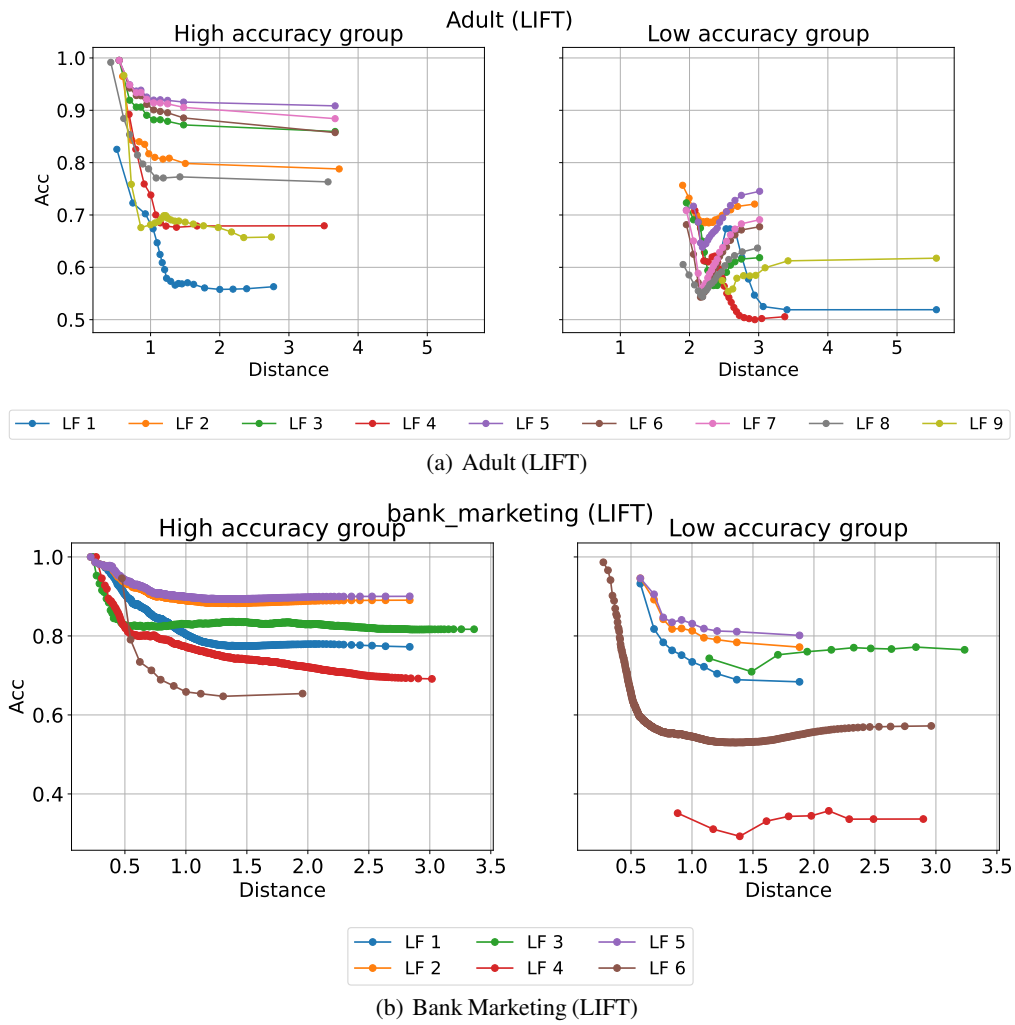 Adult (LIFT)
High accuracy group
Low accuracy group
1.0
0.9
0.8
0.7
0.6
0.5
Acc
1 2 3 4 5
1 2 3 4 5
Distance
Distance
LF 1 LF 2 LF 3 LF 4 LF 5 LF 6 LF 7 LF 8 LF 9
(a) Adult (LIFT)
bank_marketing (LIFT)
High accuracy group
Low accuracy group
1.0
0.8
0.6
0.4
Acc
0.5 1.0 1.5 2.0 2.5 3.0 3.5
0.5 1.0 1.5 2.0 2.5 3.0 3.5
Distance
Distance
LF 1 LF 3 LF 5
LF 2 LF 4 LF 6
(b) Bank Marketing (LIFT)